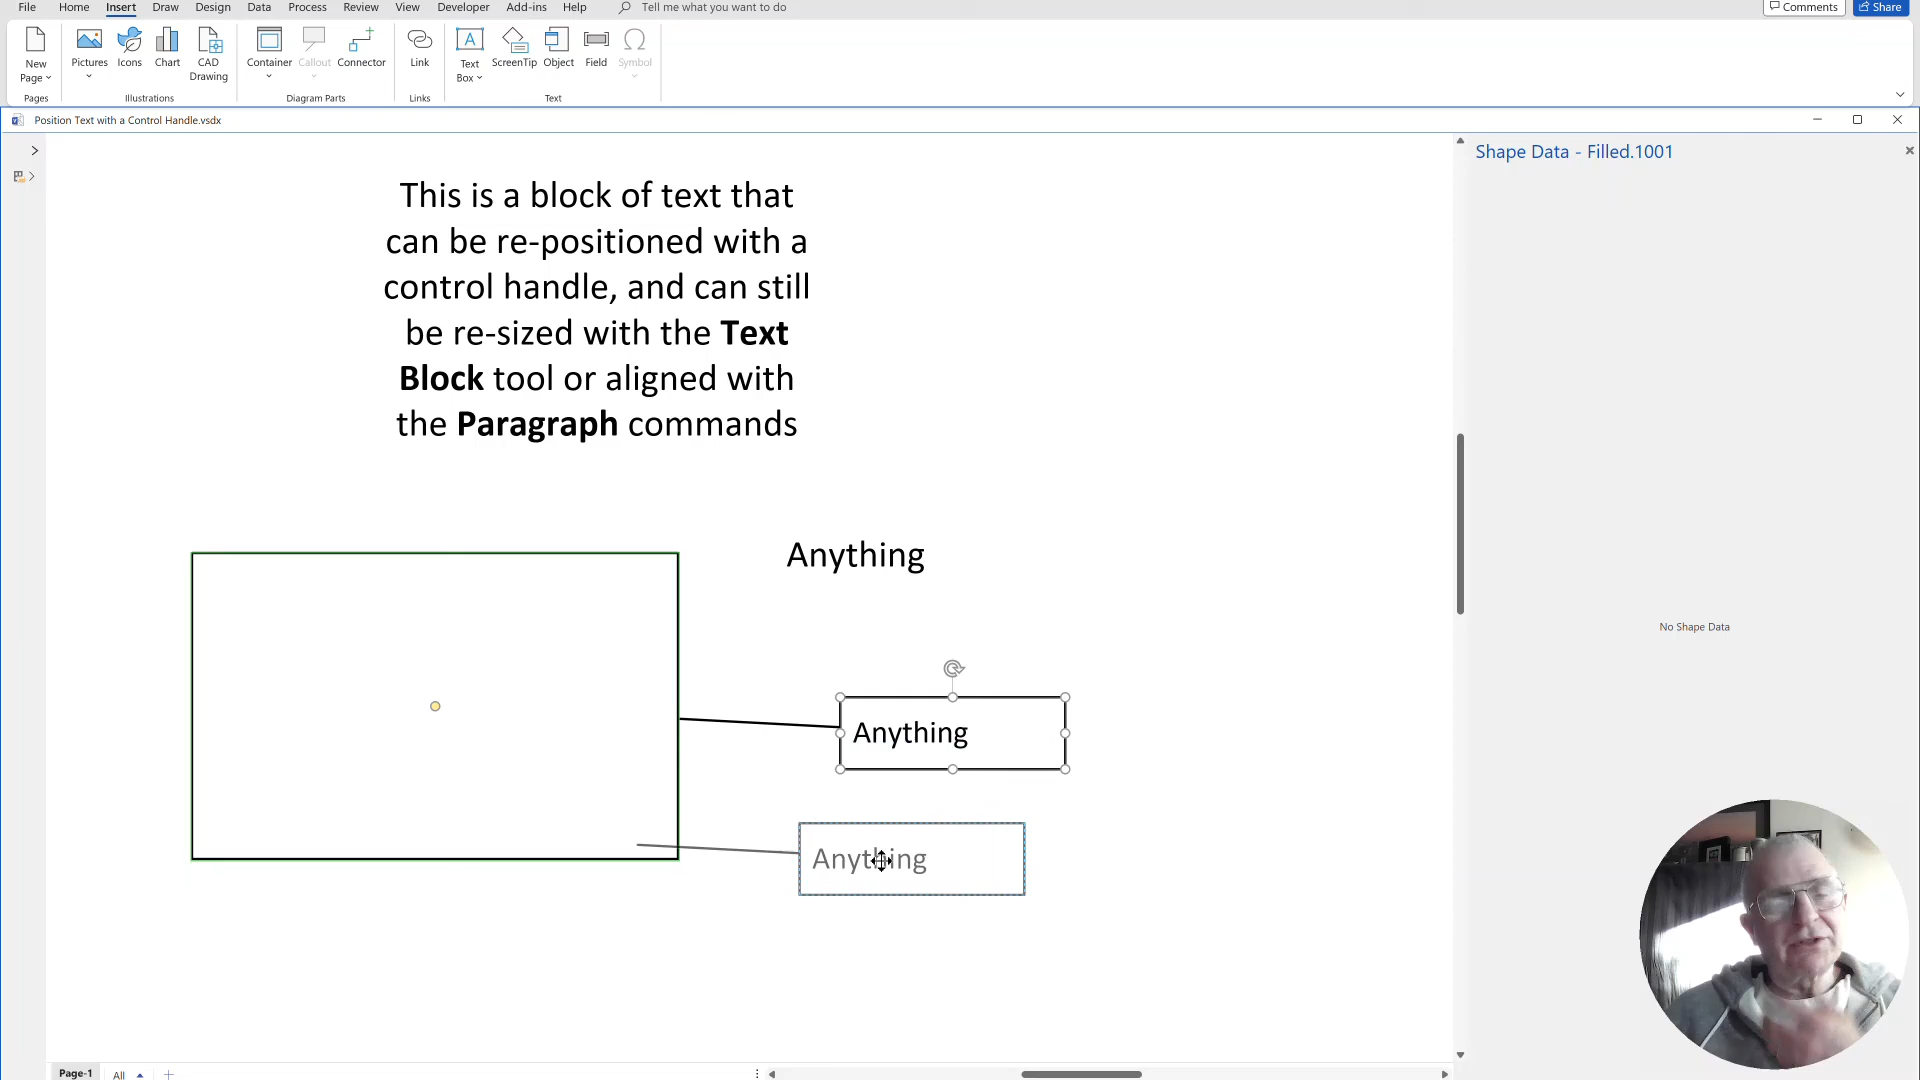 File Home Insert Draw Design Data Process Review View Developer Add-ins Help Tell me what you want to do Comments Share
New Page Pictures Icons Chart CAD Drawing Container Callout Connector Link Text Box ScreenTip Object Field Symbol
Pages Illustrations Diagram Parts Links Text
Position Text with a Control Handle.vsdx
Shape Data - Filled.1001
This is a block of text that
can be re-positioned with a
control handle, and can still
be re-sized with the Text
Block tool or aligned with
the Paragraph commands
Anything
No Shape Data
Anything
Anything
Page-1 All